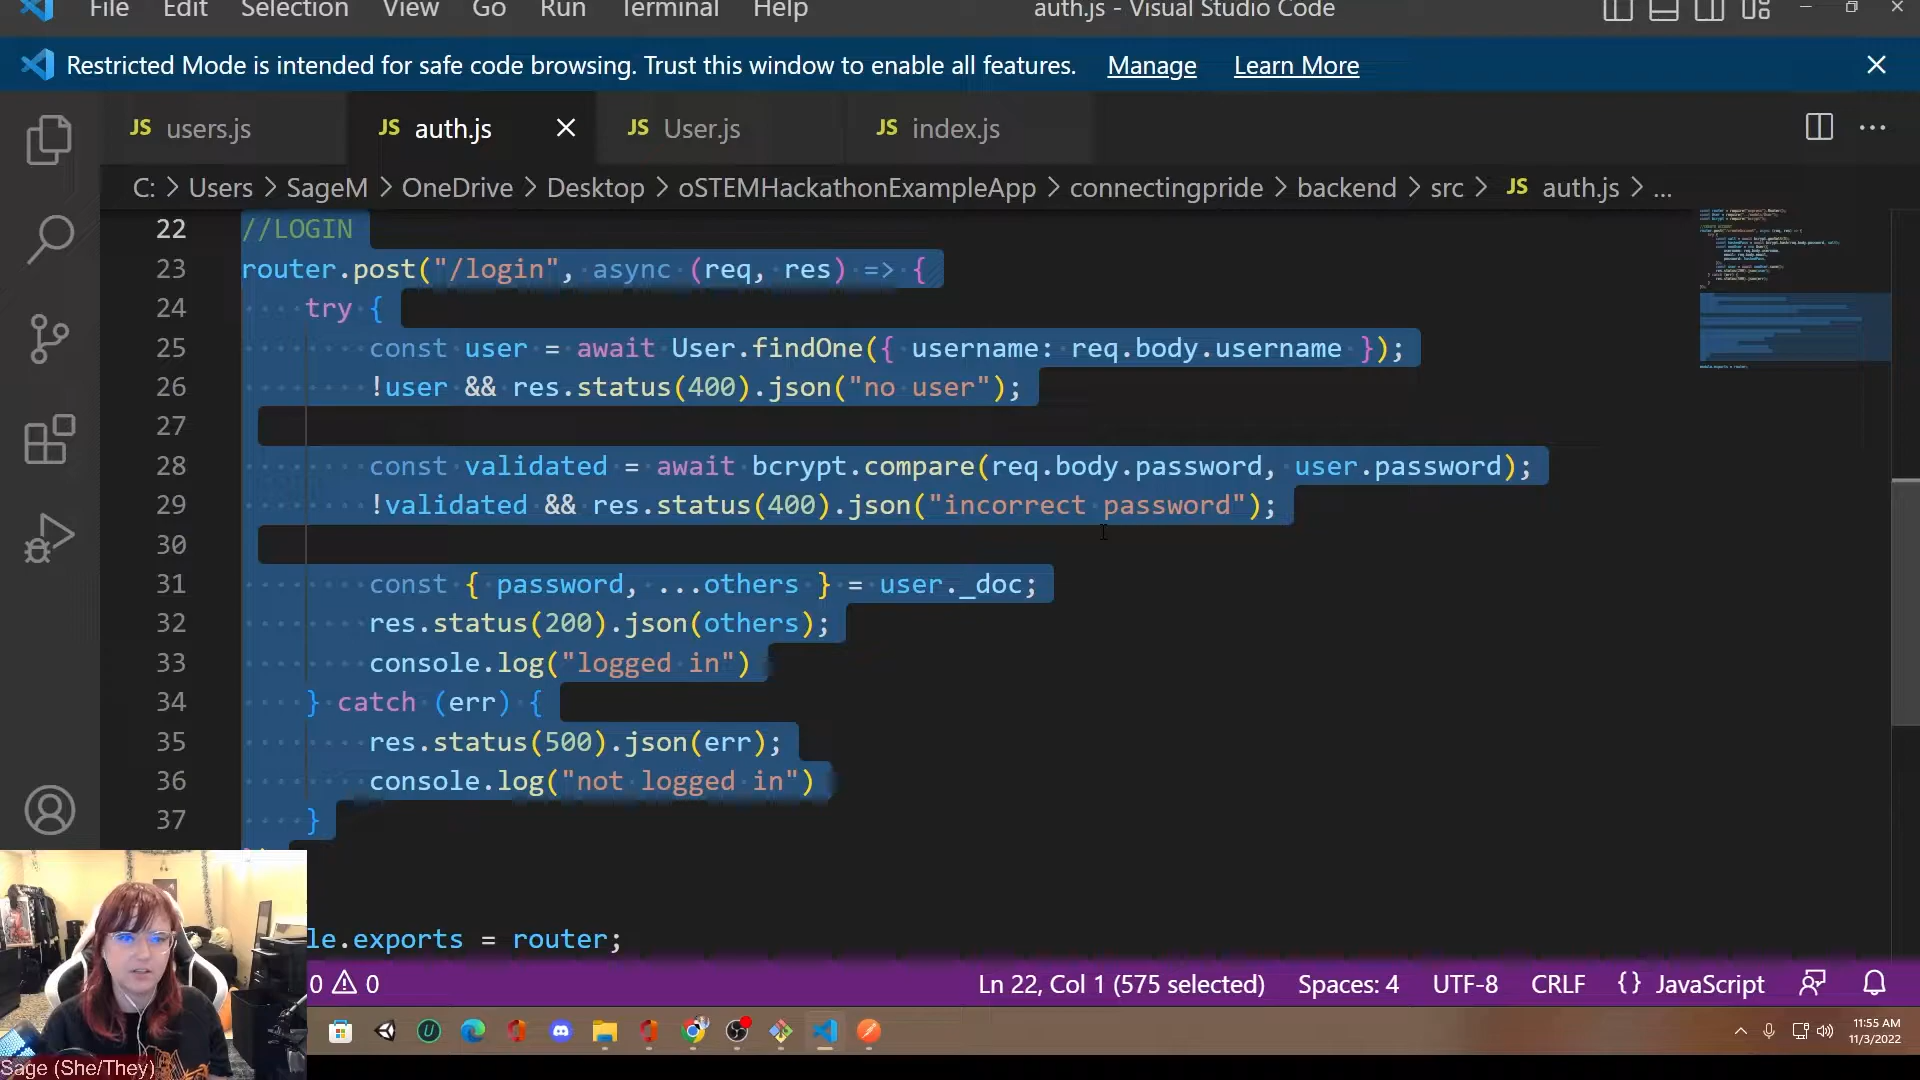 File Edit Selection View Go Run Terminal Help auth.js - Visual Studio Code
Restricted Mode is intended for safe code browsing. Trust this window to enable all features. Manage Learn More
JS users.js JS auth.js JS User.js JS index.js
C: > Users > SageM > OneDrive > Desktop > oSTEMHackathonExampleApp > connectingpride > backend > src > JS auth.js > ...
22 //LOGIN
23 router.post("/login", async (req, res) => {
24 try {
25 const user = await User.findOne({ username: req.body.username });
26 !user && res.status(400).json("no user");
27
28 const validated = await bcrypt.compare(req.body.password, user.password);
29 !validated && res.status(400).json("incorrect password");
30
31 const { password, ...others } = user._doc;
32 res.status(200).json(others);
33 console.log("logged in")
34 } catch (err) {
35 res.status(500).json(err);
36 console.log("not logged in")
37 }
le.exports = router;
0 0 Ln 22, Col 1 (575 selected) Spaces: 4 UTF-8 CRLF {} JavaScript
11:55 AM
11/3/2022
Sage (She/They)